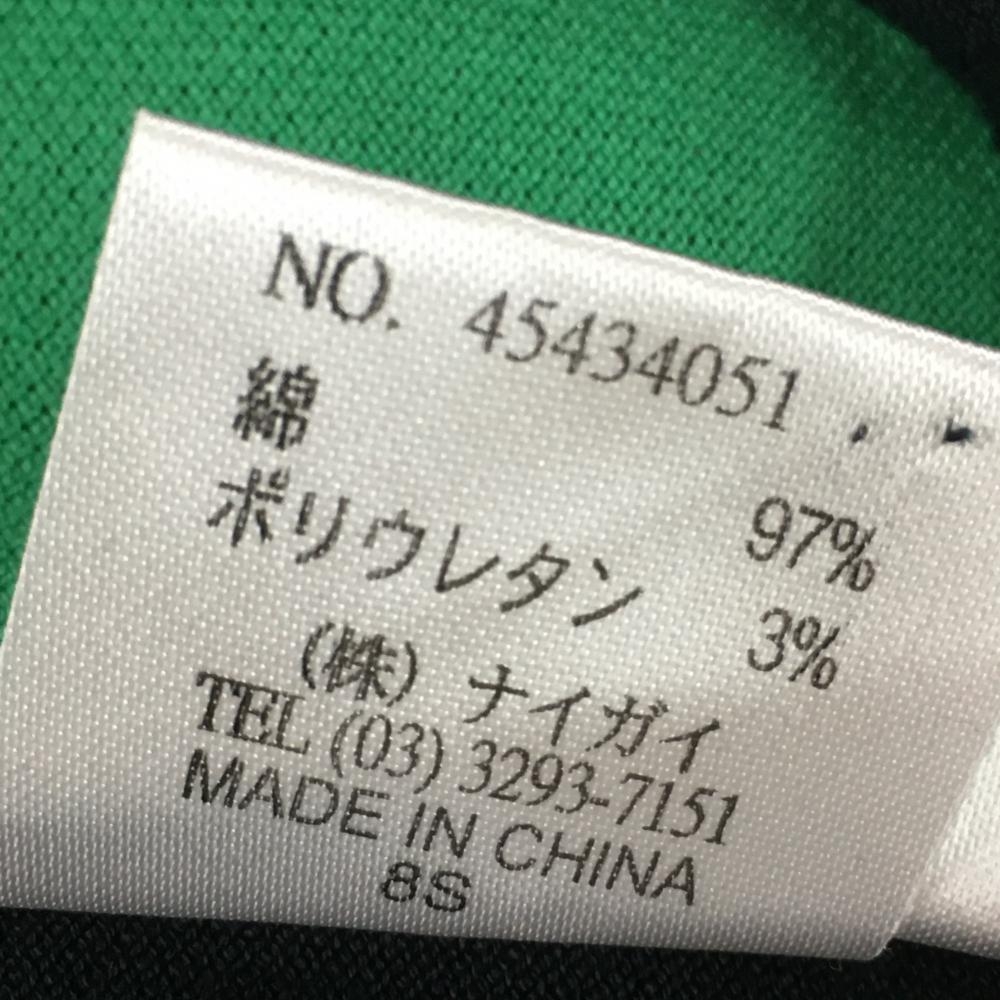 NO. 45434051
綿 97%
ポリウレタン 3%
(株) ナイガイ
TEL (03) 3293-7151
MADE IN CHINA
8S